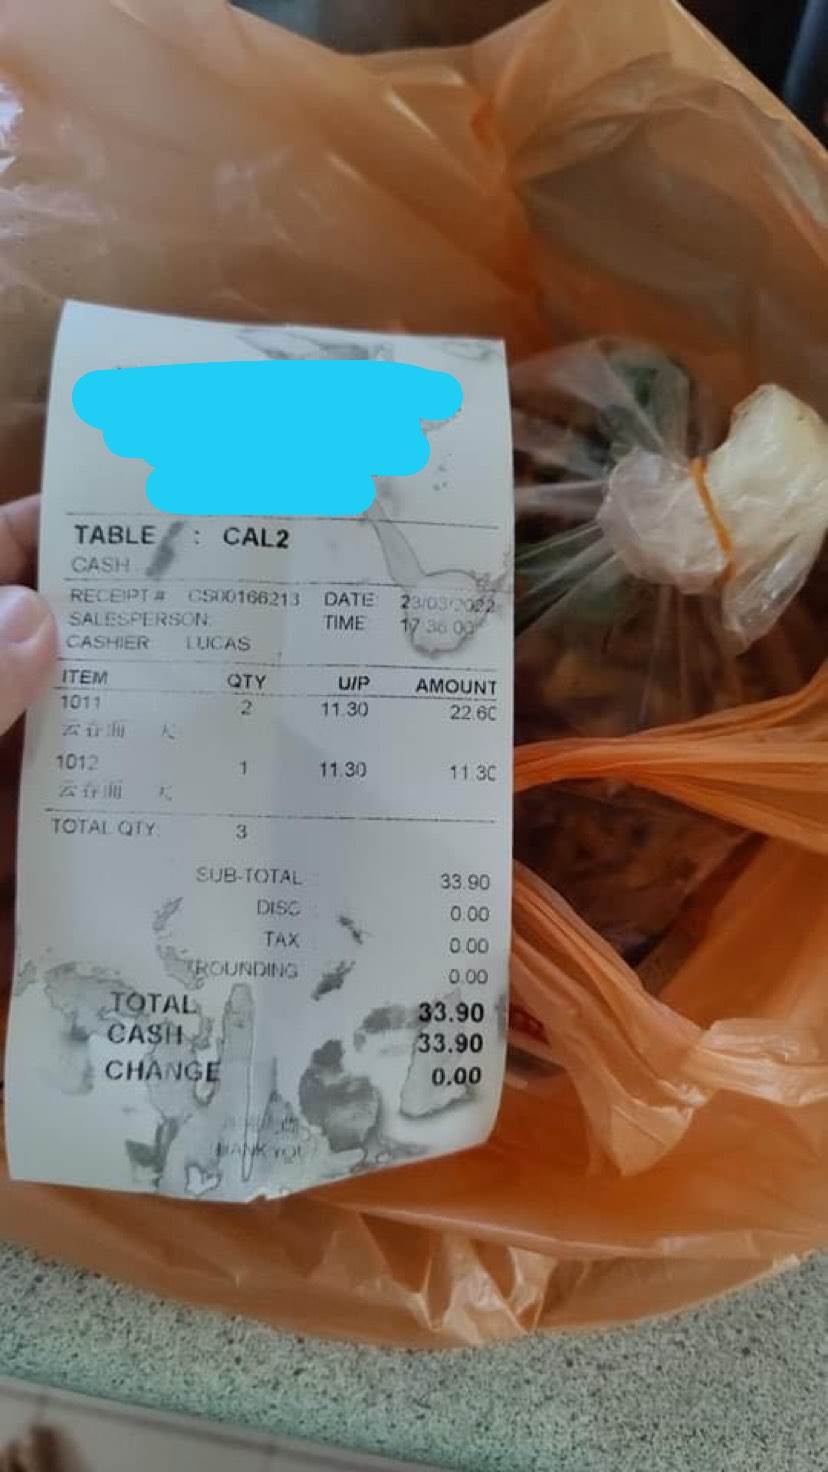 TABLE : CAL2
CASH
RECEIPT # CS00166213 DATE 23/03/2022
SALESPERSON: TIME 17:36:00
CASHIER LUCAS
ITEM QTY U/P AMOUNT
1011 2 11.30 22.60
云吞面 大
1012 1 11.30 11.30
云吞面 大
TOTAL QTY: 3
SUB-TOTAL 33.90
DISC 0.00
TAX 0.00
ROUNDING 0.00
TOTAL 33.90
CASH 33.90
CHANGE 0.00
THANK YOU